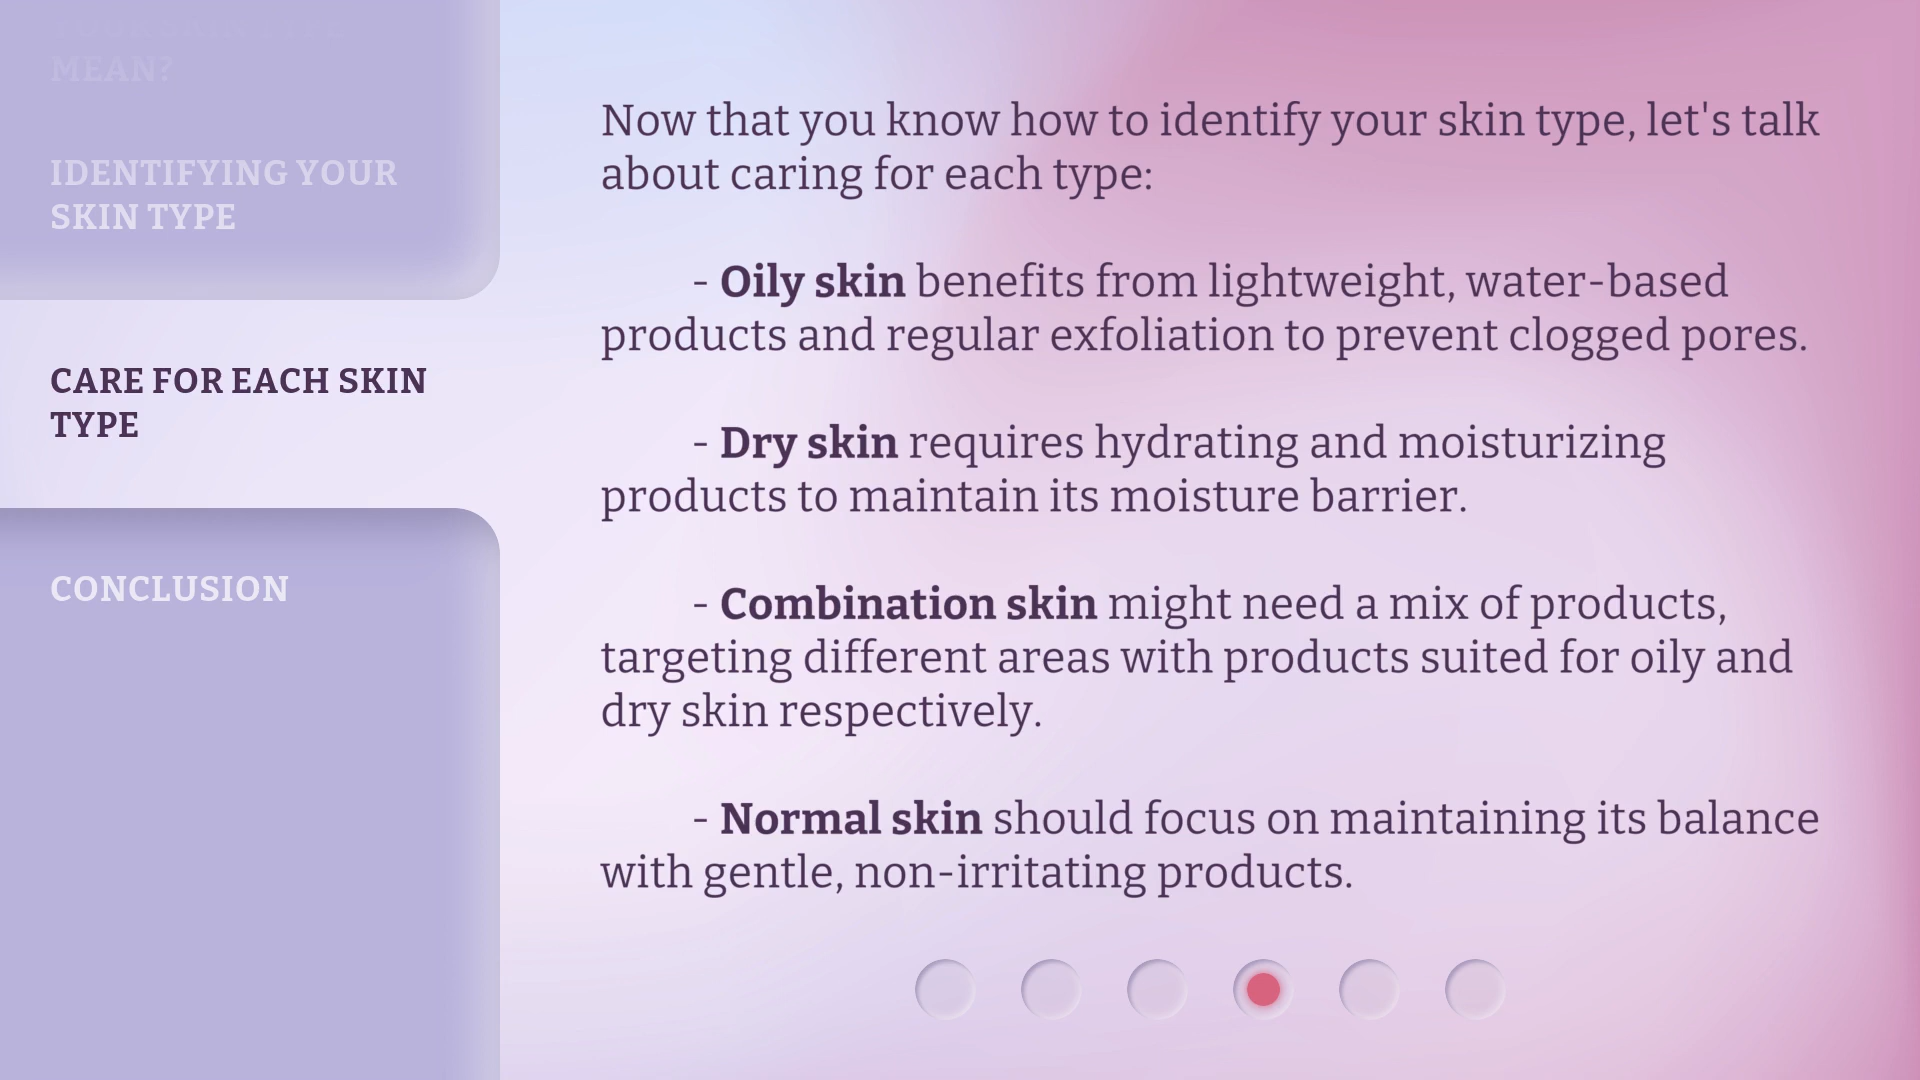 MEAN?
IDENTIFYING YOUR
SKIN TYPE
CARE FOR EACH SKIN
TYPE
CONCLUSION
Now that you know how to identify your skin type, let's talk
about caring for each type:
- Oily skin benefits from lightweight, water-based
products and regular exfoliation to prevent clogged pores.
- Dry skin requires hydrating and moisturizing
products to maintain its moisture barrier.
- Combination skin might need a mix of products,
targeting different areas with products suited for oily and
dry skin respectively.
- Normal skin should focus on maintaining its balance
with gentle, non-irritating products.